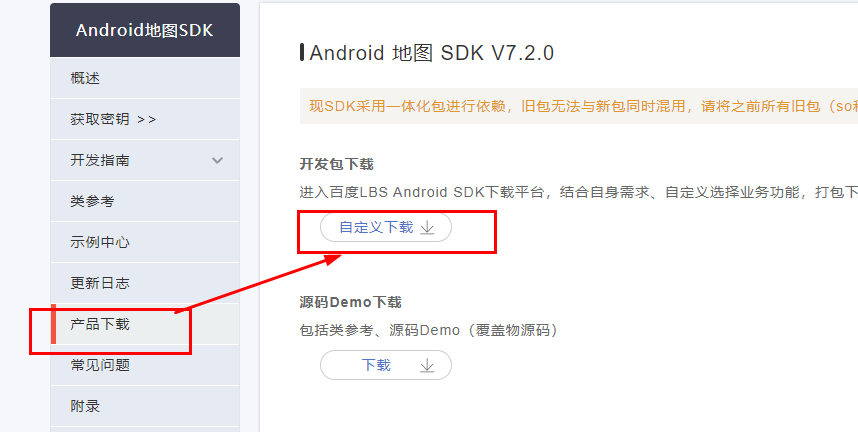 Android地图SDK
概述
获取密钥 >>
开发指南
类参考
示例中心
更新日志
产品下载
常见问题
附录
Android 地图 SDK V7.2.0
现SDK采用一体化包进行依赖，旧包无法与新包同时混用，请将之前所有旧包（so和
开发包下载
进入百度LBS Android SDK下载平台，结合自身需求、自定义选择业务功能，打包下
自定义下载
源码Demo下载
包括类参考、源码Demo（覆盖物源码）
下载